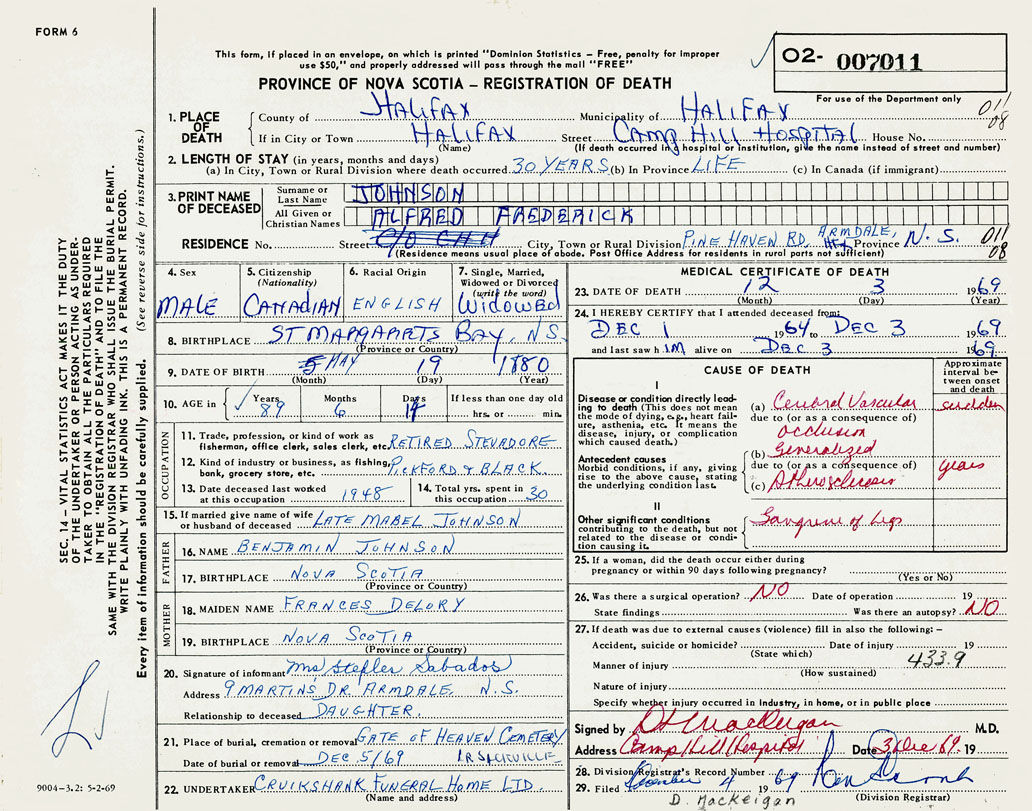 FORM 6
This form, if placed in an envelope, on which is printed "Dominion Statistics - Free, penalty for improper
use $50," and properly addressed will pass through the mail "FREE"
PROVINCE OF NOVA SCOTIA - REGISTRATION OF DEATH
O2- 007011
For use of the Department only
011
08
1. PLACE OF DEATH
County of HALIFAX Municipality of HALIFAX
If in City or Town HALIFAX Street CAMP HILL HOSPITAL House No.
(Name) (If death occurred in a hospital or institution, give the name instead of street and number)
2. LENGTH OF STAY (in years, months and days)
(a) In City, Town or Rural Division where death occurred 30 YEARS (b) In Province LIFE (c) In Canada (if immigrant)
3. PRINT NAME OF DECEASED
Surname or Last Name JOHNSON
All Given or Christian Names ALFRED FREDERICK
RESIDENCE No. Street C/O CHH City, Town or Rural Division PINE HAVEN RD, ARMDALE, HFX Province N. S. 011
08
(Residence means usual place of abode. Post Office Address for residents in rural parts not sufficient)
4. Sex
MALE
5. Citizenship (Nationality)
CANADIAN
6. Racial Origin
ENGLISH
7. Single, Married, Widowed or Divorced (write the word)
WIDOWED
8. BIRTHPLACE ST MARGARETS BAY, N.S.
(Province or Country)
9. DATE OF BIRTH MAY 19 1880
(Month) (Day) (Year)
10. AGE in Years 89 Months 6 Days 14 If less than one day old
hrs. or min.
OCCUPATION
11. Trade, profession, or kind of work as
fisherman, office clerk, sales clerk, etc. RETIRED STEVADORE
12. Kind of industry or business, as fishing,
bank, grocery store, etc. PICKFORD & BLACK
13. Date deceased last worked
at this occupation 1948
14. Total yrs. spent in
this occupation 30
15. If married give name of wife
or husband of deceased LATE MABEL JOHNSON
FATHER
16. NAME BENJAMIN JOHNSON
17. BIRTHPLACE NOVA SCOTIA
(Province or Country)
MOTHER
18. MAIDEN NAME FRANCES DELORY
19. BIRTHPLACE NOVA SCOTIA
(Province or Country)
20. Signature of informant Mrs Stefler Sabados
Address 9 MARTINS DR. ARMDALE, N.S.
Relationship to deceased DAUGHTER.
21. Place of burial, cremation or removal GATE OF HEAVEN CEMETERY
Date of burial or removal DEC 5/69
22. UNDERTAKER CRUIKSHANK FUNERAL HOME LTD.
(Name and address)
MEDICAL CERTIFICATE OF DEATH
23. DATE OF DEATH 12 3 1969
(Month) (Day) (Year)
24. I HEREBY CERTIFY that I attended deceased from:
DEC 1 1964 to DEC 3 1969
and last saw him alive on DEC 3 1969.
CAUSE OF DEATH
Approximate interval between onset and death
I
Disease or condition directly leading to death (This does not mean the mode of dying, e.g., heart failure, asthenia, etc. It means the disease, injury, or complication which caused death.)
(a) Cerebral Vascular sudden
due to (or as a consequence of)
occlusion
Antecedent causes
Morbid conditions, if any, giving rise to the above cause, stating the underlying condition last.
(b) Generalized
due to (or as a consequence of) years
(c) Atherosclerosis
II
Other significant conditions
contributing to the death, but not related to the disease or condition causing it.
Gangrene of Legs
25. If a woman, did the death occur either during
pregnancy or within 90 days following pregnancy?
(Yes or No)
26. Was there a surgical operation? NO Date of operation 19
State findings Was there an autopsy? NO
27. If death was due to external causes (violence) fill in also the following: -
Accident, suicide or homicide? Date of injury 19
(State which) 433.9
Manner of injury
(How sustained)
Nature of injury
Specify whether injury occurred in industry, in home, or in public place
Signed by D H MacKeigan M.D.
Address Camp Hill Hospital Date 3 Dec 69. 19
28. Division Registrar's Record Number
29. Filed December 4 1969
(Division Registrar)
D. Mackeigan
SEC. 14 - VITAL STATISTICS ACT MAKES IT THE DUTY
OF THE UNDERTAKER OR PERSON ACTING AS UNDER-
TAKER TO OBTAIN ALL THE PARTICULARS REQUIRED
IN THE "REGISTRATION OF DEATH" AND TO FILE THE
SAME WITH THE DIVISION REGISTRAR WHO SHALL ISSUE THE BURIAL PERMIT.
WRITE PLAINLY WITH UNFADING INK. THIS IS A PERMANENT RECORD.
Every item of information should be carefully supplied. (See reverse side for instructions.)
9004-3.2: 5-2-69